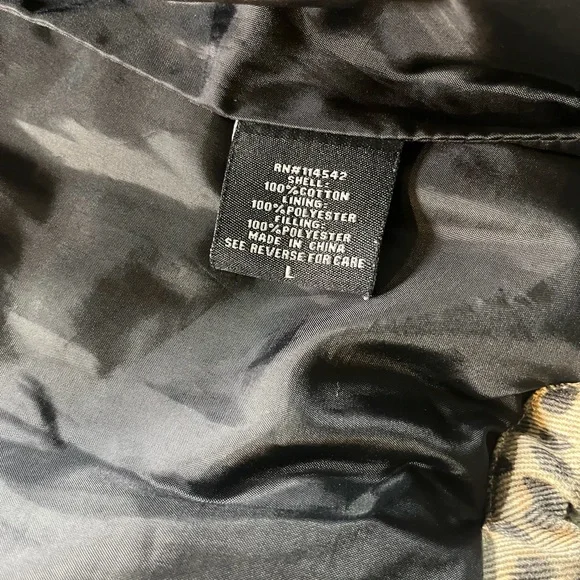 RN#114542
SHELL:
100%COTTON
LINING:
100%POLYESTER
FILLING:
100%POLYESTER
MADE IN CHINA
SEE REVERSE FOR CARE
L